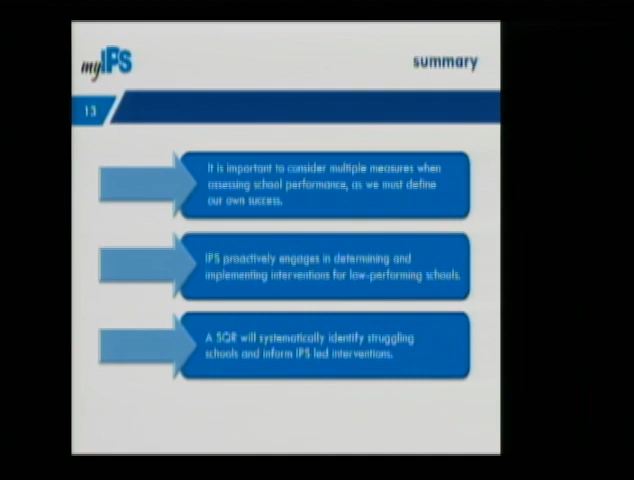 myIPS
summary
13
It is important to consider multiple measures when
assessing school performance, as we must define
our own success.
IPS proactively engages in determining and
implementing interventions for low-performing schools.
A SQR will systematically identify struggling
schools and inform IPS led interventions.